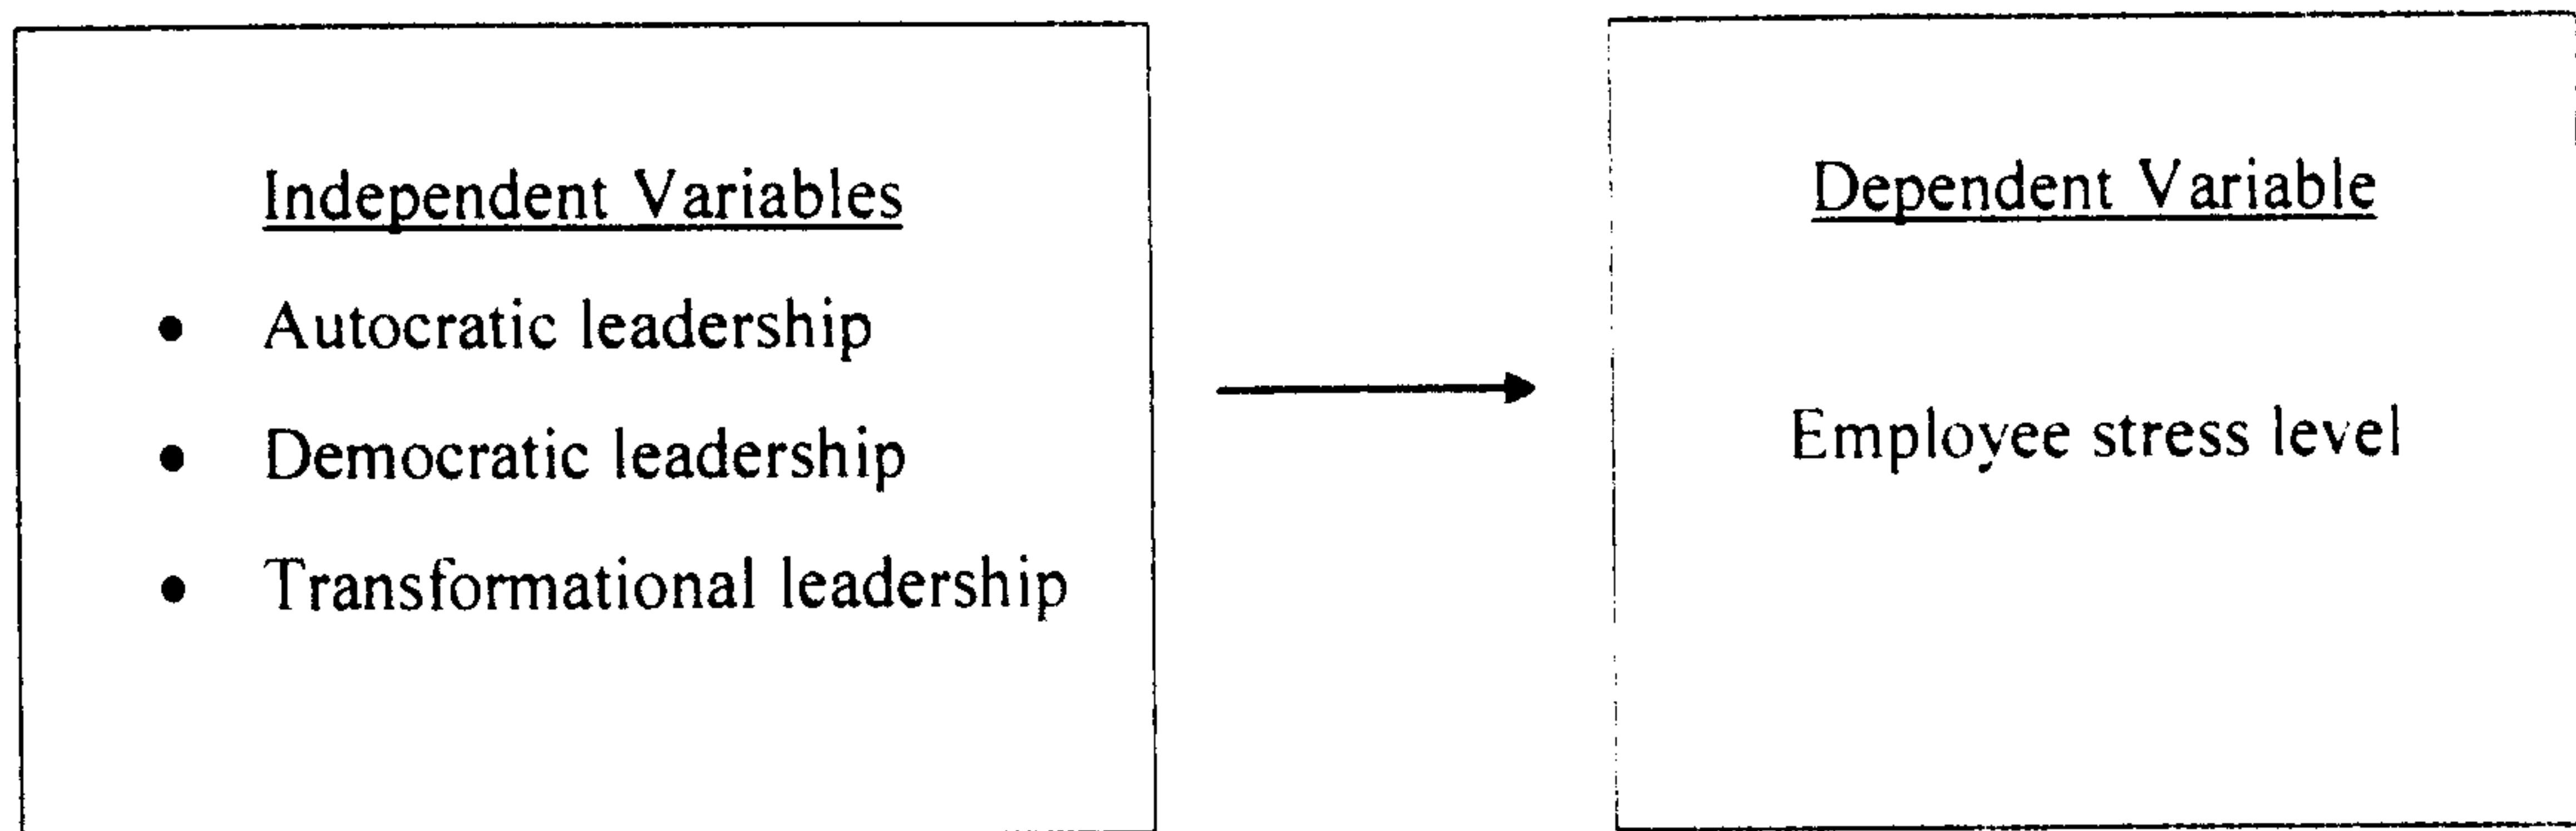 Independent Variables
• Autocratic leadership
• Democratic leadership
• Transformational leadership
Dependent Variable
Employee stress level